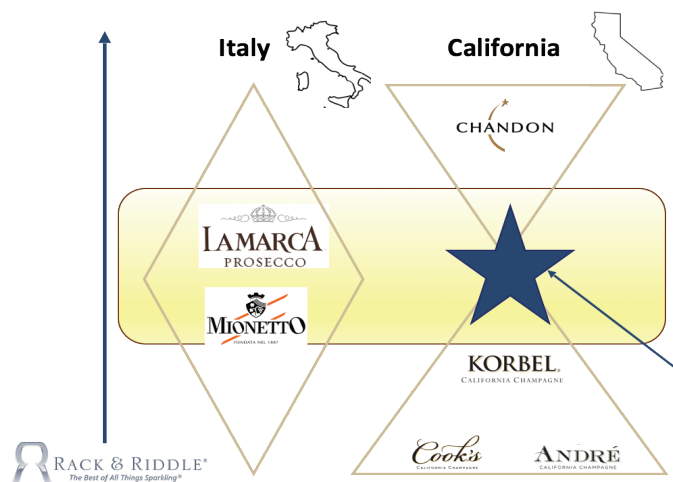 Italy
California
CHANDON
LAMARCA
PROSECCO
MIONETTO
FONDATA NEL 1887
KORBEL®
CALIFORNIA CHAMPAGNE
Cook's
CALIFORNIA CHAMPAGNE
ANDRÉ
CALIFORNIA CHAMPAGNE
RACK & RIDDLE®
The Best of All Things Sparkling®